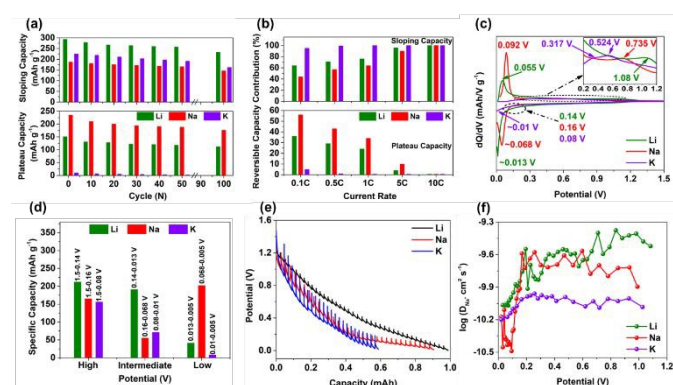 (a)
Sloping Capacity
(mAh g⁻¹)
300
250
200
150
100
50
0
Li
Na
K
Plateau Capacity
(mAh g⁻¹)
250
200
150
100
50
0
0 10 20 30 40 50 90 100
Cycle (N)
(b)
Reversible Capacity Contribution (%)
100
80
60
40
20
0
Sloping Capacity
Li
Na
K
Plateau Capacity
0.1C 0.5C 1C 5C 10C
Current Rate
(c)
dQ/dV (mAh/V g⁻¹)
0.092 V
0.055 V
0.317 V
0.524 V
0.735 V
1.08 V
0.2 0.4 0.6 0.8 1.0 1.2
~0.01 V
~0.068 V
~0.013 V
0.14 V
0.16 V
0.08 V
Li
Na
K
0.0 0.3 0.6 0.9 1.2 1.5
Potential (V)
(d)
Specific Capacity (mAh g⁻¹)
400
350
300
250
200
150
100
50
0
Li
Na
K
1.5-0.14 V
1.5-0.16 V
1.5-0.08 V
0.14-0.013 V
0.16-0.068 V
0.08-0.01 V
0.013-0.005 V
0.068-0.005 V
0.01-0.005 V
High Intermediate Low
Potential (V)
(e)
Potential (V)
1.6
1.2
0.8
0.4
0.0
Li
Na
K
0.0 0.2 0.4 0.6 0.8 1.0
Capacity (mAh)
(f)
-9.3
-9.6
-9.9
-10.2
-10.5
Li
Na
K
0.0 0.2 0.4 0.6 0.8 1.0 1.2
Potential (V)